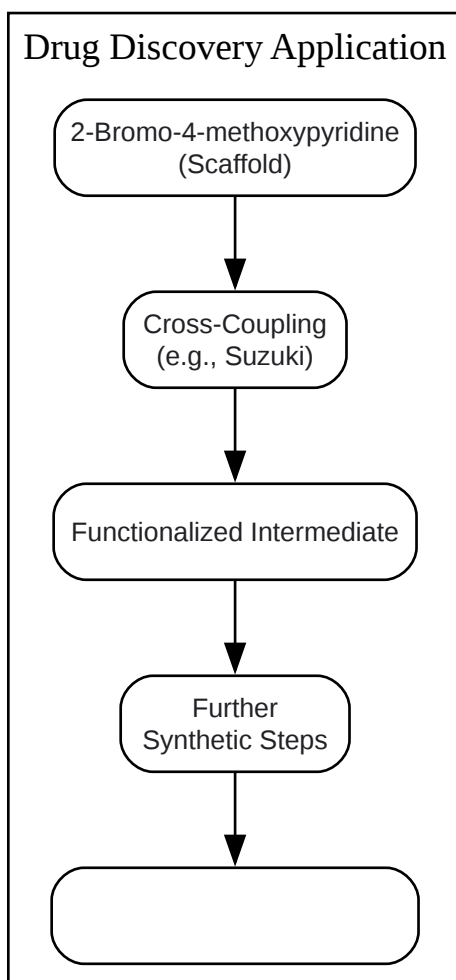 Drug Discovery Application
2-Bromo-4-methoxypyridine
(Scaffold)
Cross-Coupling
(e.g., Suzuki)
Functionalized Intermediate
Further
Synthetic Steps